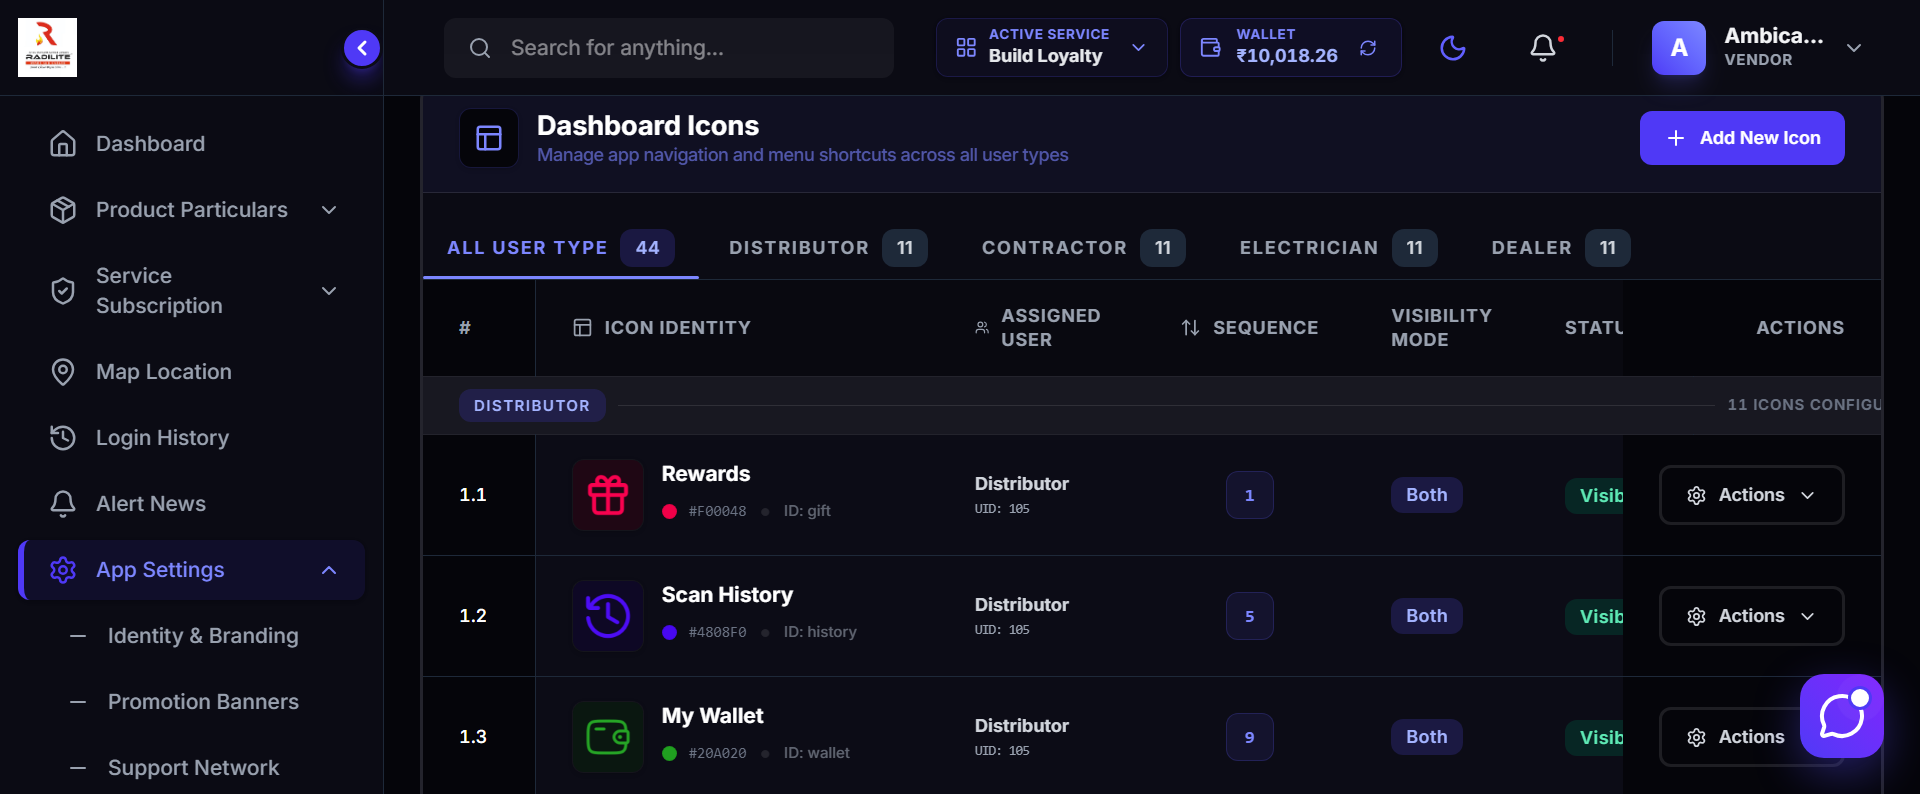 RADILITE
Search for anything...
ACTIVE SERVICE
Build Loyalty
WALLET
₹10,018.26
A
Ambica...
VENDOR
Dashboard
Product Particulars
Service
Subscription
Map Location
Login History
Alert News
App Settings
Identity & Branding
Promotion Banners
Support Network
Dashboard Icons
Manage app navigation and menu shortcuts across all user types
Add New Icon
ALL USER TYPE 44
DISTRIBUTOR 11
CONTRACTOR 11
ELECTRICIAN 11
DEALER 11
#
ICON IDENTITY
ASSIGNED
USER
SEQUENCE
VISIBILITY
MODE
STATU
ACTIONS
DISTRIBUTOR
11 ICONS CONFIGU
1.1
Rewards
#F00048 ID: gift
Distributor
UID: 105
1
Both
Visib
Actions
1.2
Scan History
#4808F0 ID: history
Distributor
UID: 105
5
Both
Visib
Actions
1.3
My Wallet
#20A020 ID: wallet
Distributor
UID: 105
9
Both
Visib
Actions